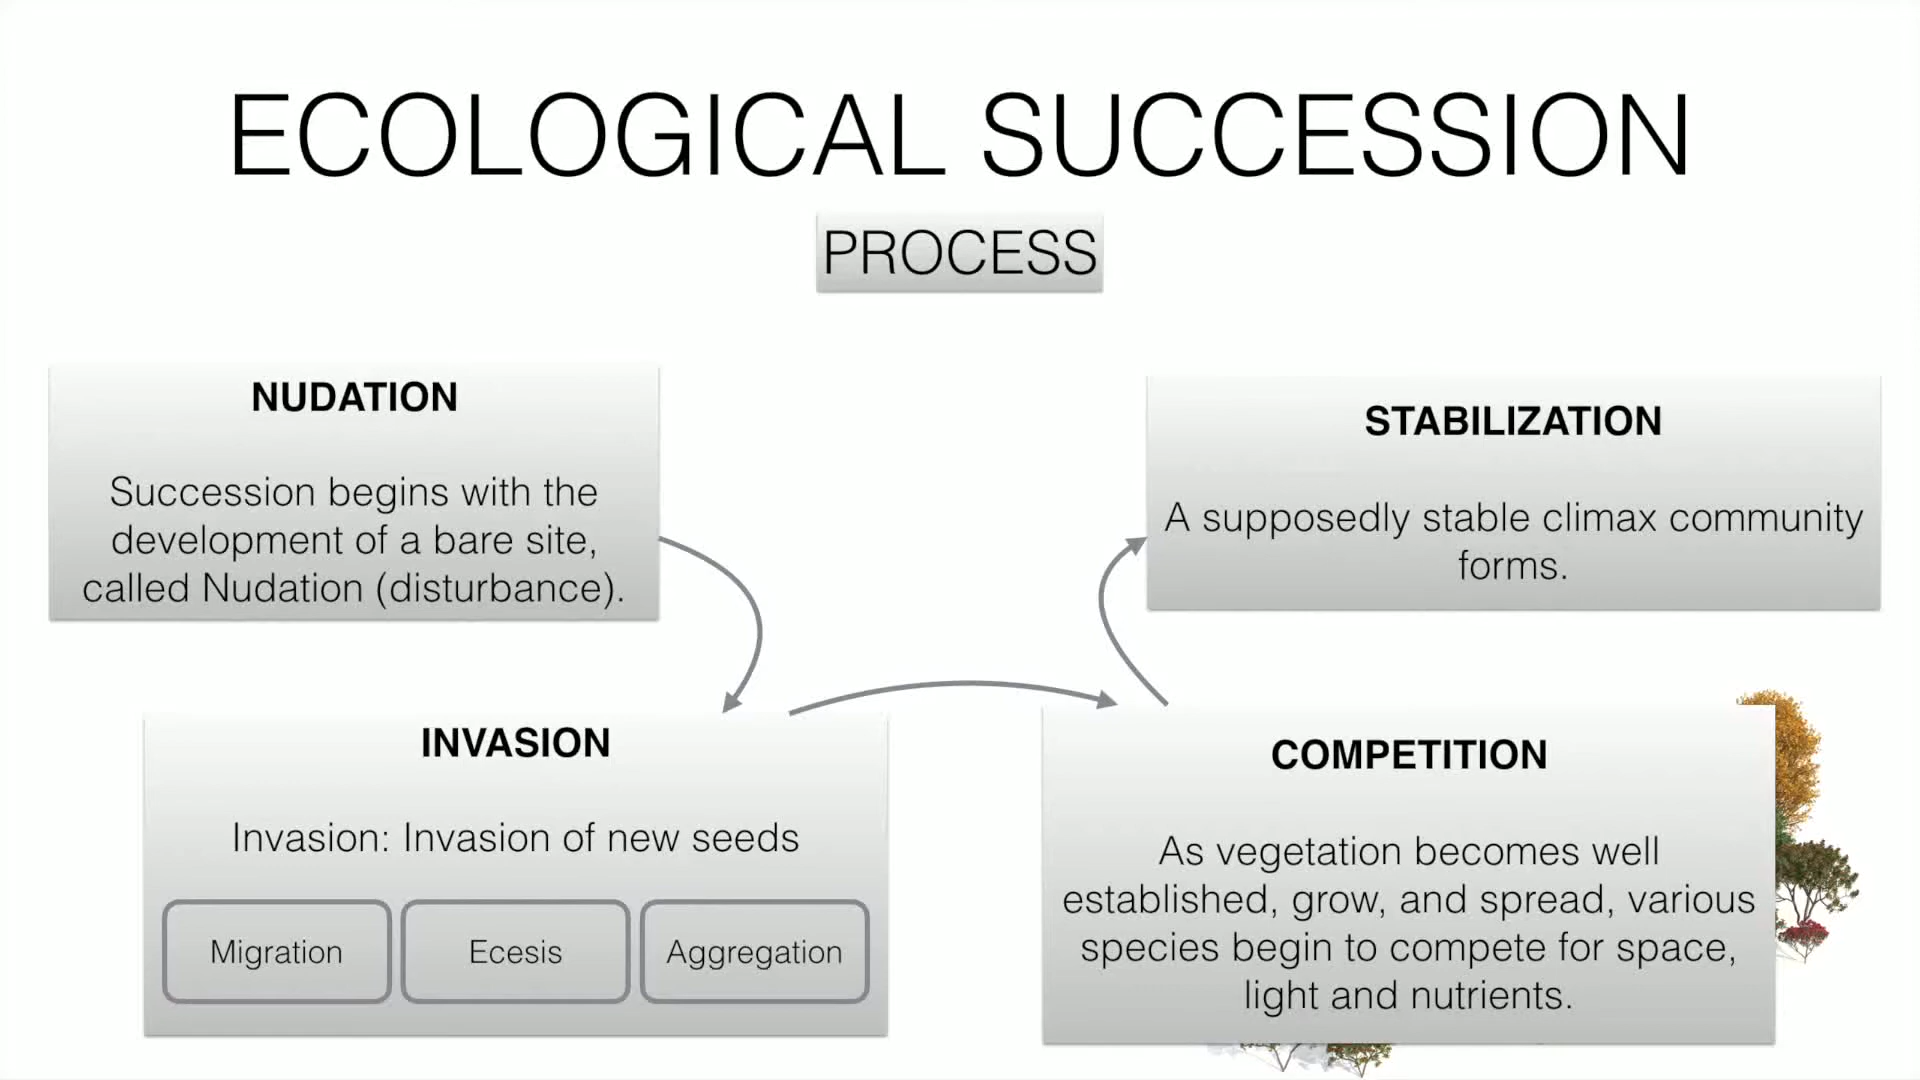 ECOLOGICAL SUCCESSION
PROCESS
NUDATION
Succession begins with the
development of a bare site,
called Nudation (disturbance).
STABILIZATION
A supposedly stable climax community
forms.
INVASION
Invasion: Invasion of new seeds
Migration
Ecesis
Aggregation
COMPETITION
As vegetation becomes well
established, grow, and spread, various
species begin to compete for space,
light and nutrients.